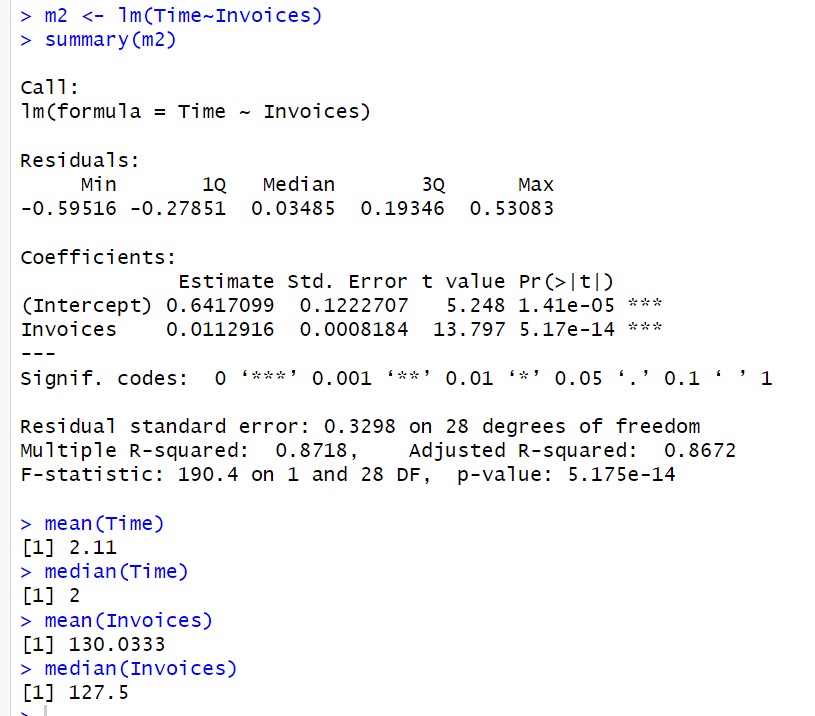 > m2 <- lm(Time~Invoices)
> summary(m2)
Call:
lm(formula = Time ~ Invoices)
Residuals:
     Min       1Q   Median       3Q      Max
-0.59516 -0.27851  0.03485  0.19346  0.53083
Coefficients:
             Estimate Std. Error t value Pr(>|t|)
(Intercept) 0.6417099  0.1222707   5.248 1.41e-05 ***
Invoices    0.0112916  0.0008184  13.797 5.17e-14 ***
---
Signif. codes:  0 ‘***’ 0.001 ‘**’ 0.01 ‘*’ 0.05 ‘.’ 0.1 ‘ ’ 1
Residual standard error: 0.3298 on 28 degrees of freedom
Multiple R-squared:  0.8718,    Adjusted R-squared:  0.8672
F-statistic: 190.4 on 1 and 28 DF,  p-value: 5.175e-14
> mean(Time)
[1] 2.11
> median(Time)
[1] 2
> mean(Invoices)
[1] 130.0333
> median(Invoices)
[1] 127.5
>